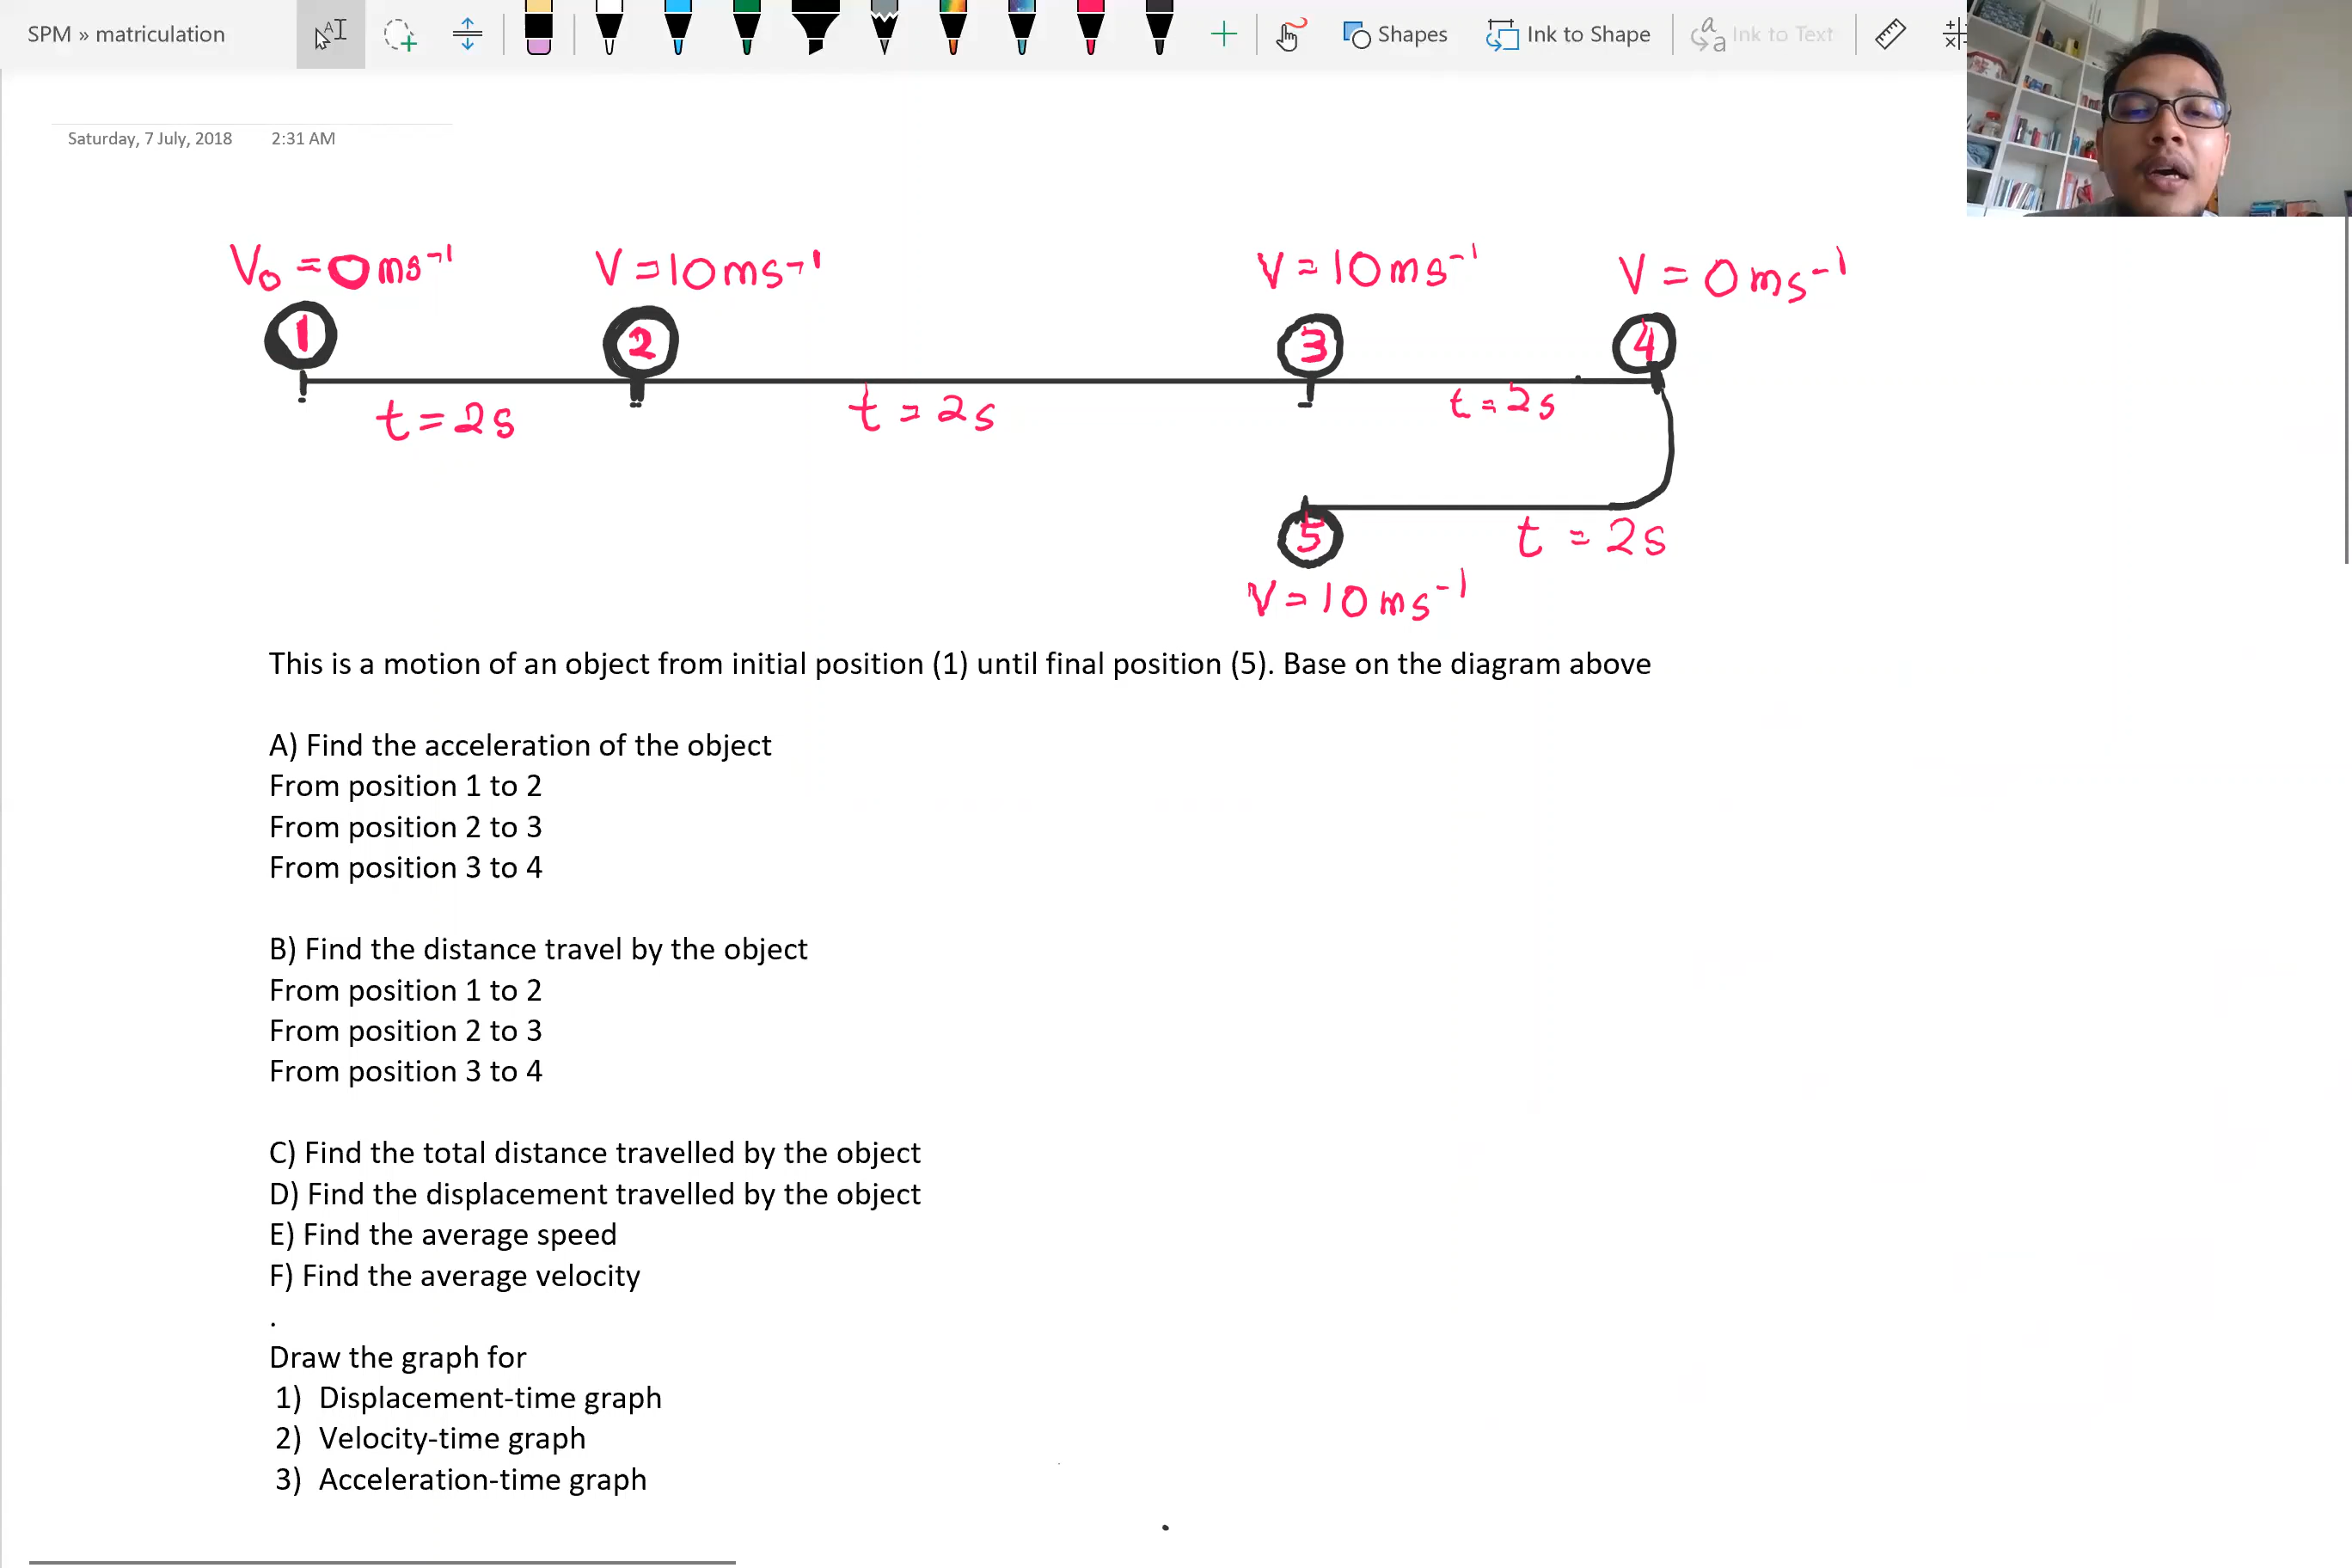 SPM » matriculation
Shapes
Ink to Shape
Ink to Text
Saturday, 7 July, 2018 2:31 AM
V₀ = 0 ms⁻¹
V = 10 ms⁻¹
V = 10 ms⁻¹
V = 0 ms⁻¹
1
2
3
4
t = 2s
t = 2s
t = 2s
5
t = 2s
V = 10 ms⁻¹
This is a motion of an object from initial position (1) until final position (5). Base on the diagram above
A) Find the acceleration of the object
From position 1 to 2
From position 2 to 3
From position 3 to 4
B) Find the distance travel by the object
From position 1 to 2
From position 2 to 3
From position 3 to 4
C) Find the total distance travelled by the object
D) Find the displacement travelled by the object
E) Find the average speed
F) Find the average velocity
.
Draw the graph for
1) Displacement-time graph
2) Velocity-time graph
3) Acceleration-time graph